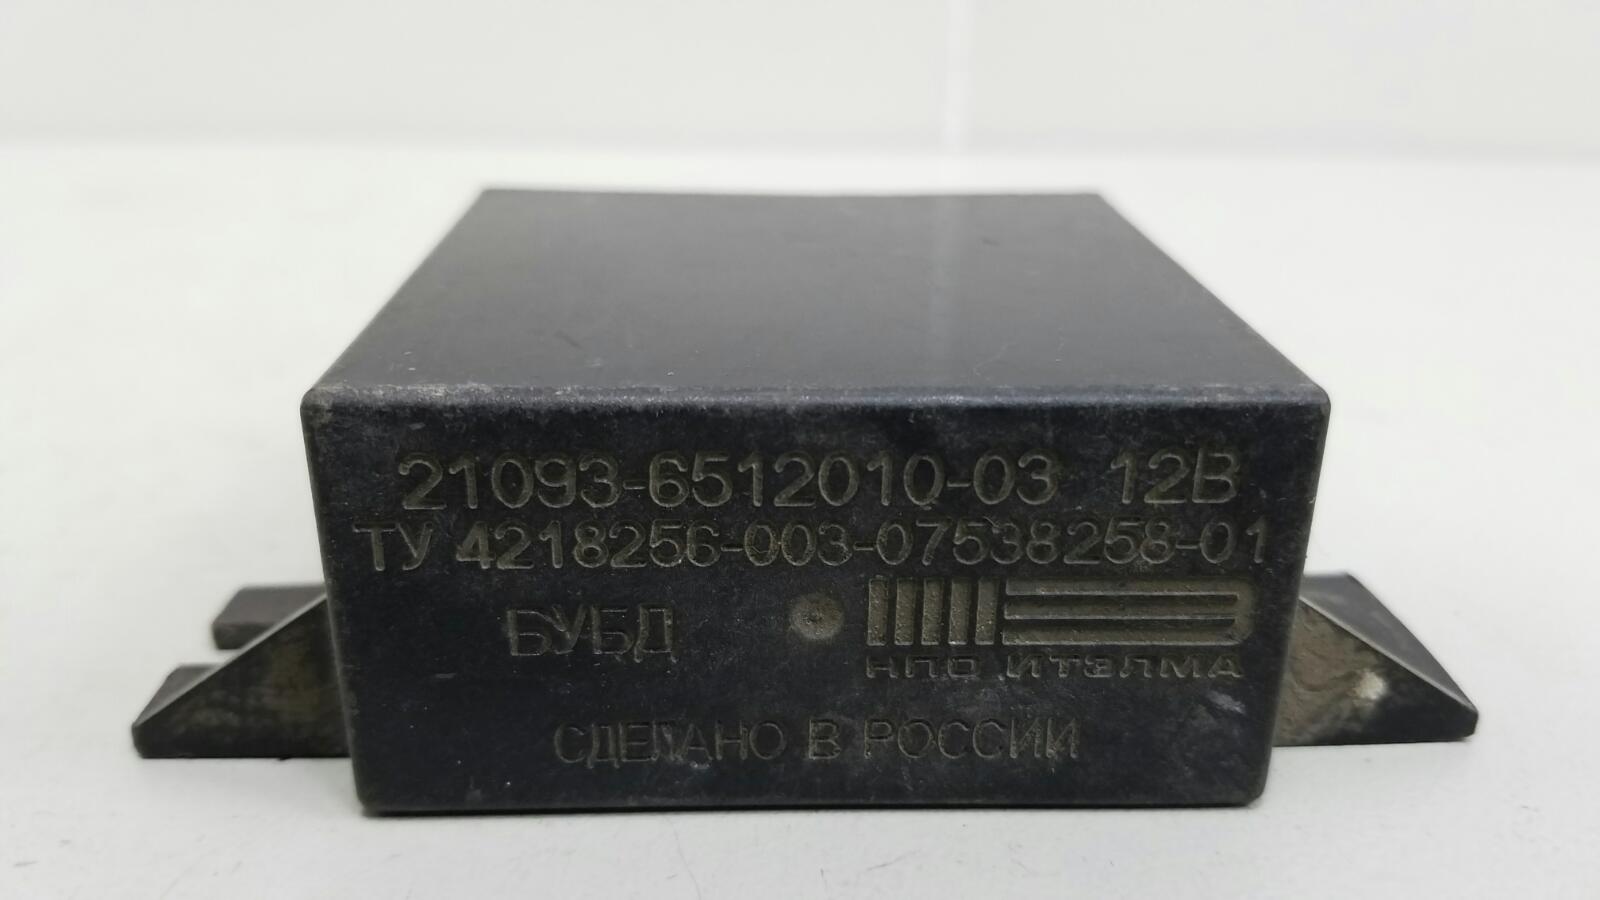 21093-6512010-03 12В
ТУ 4218256-003-07538258-01
БУБД
НПО ИТЭЛМА
СДЕЛАНО В РОССИИ